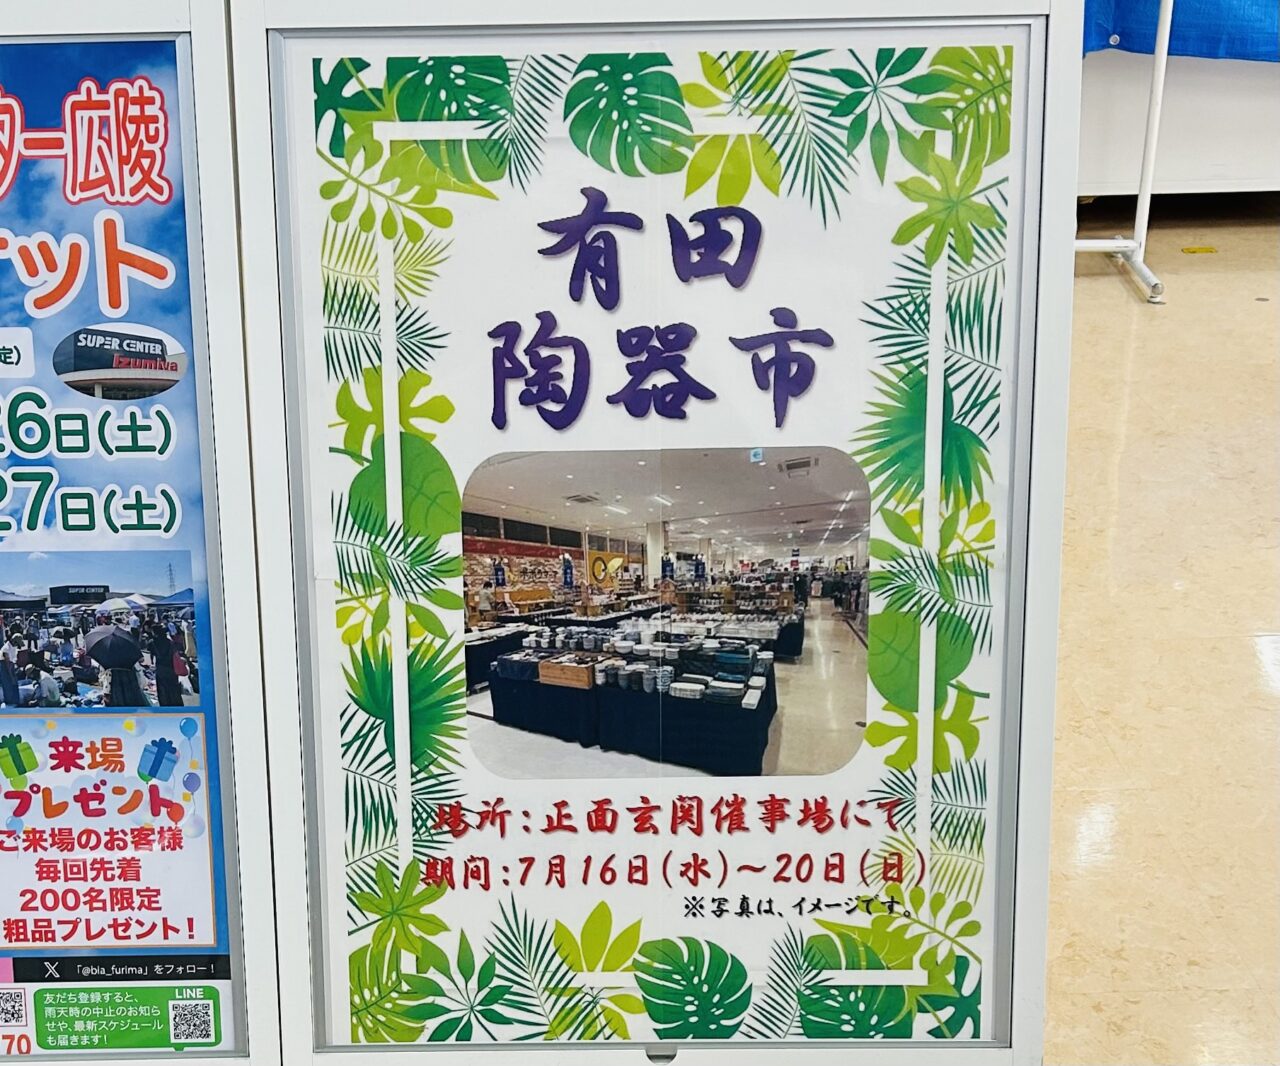 ター広陵
ケット
定)
SUPER CENTER
Izumiya
26日(土)
27日(土)
SUPER CENTER
来場
プレゼント
ご来場のお客様
毎回先着
200名限定
粗品プレゼント!
「@bla_furima」をフォロー!
友だち登録すると、
雨天時の中止のお知ら
せや、最新スケジュール
も届きます!
LINE
70
有田
陶器市
場所:正面玄関催事場にて
期间:7月16日(水)~20日(日)
※写真は、イメージです。